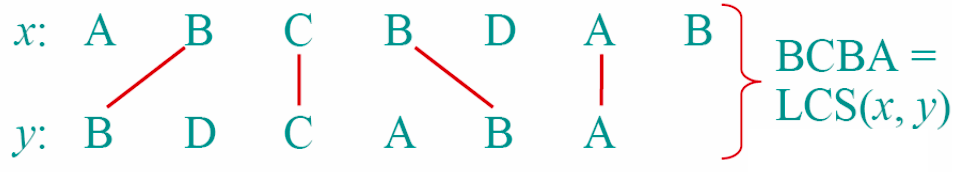 x: A B C B D A B
y: B D C A B A
BCBA =
LCS(x, y)